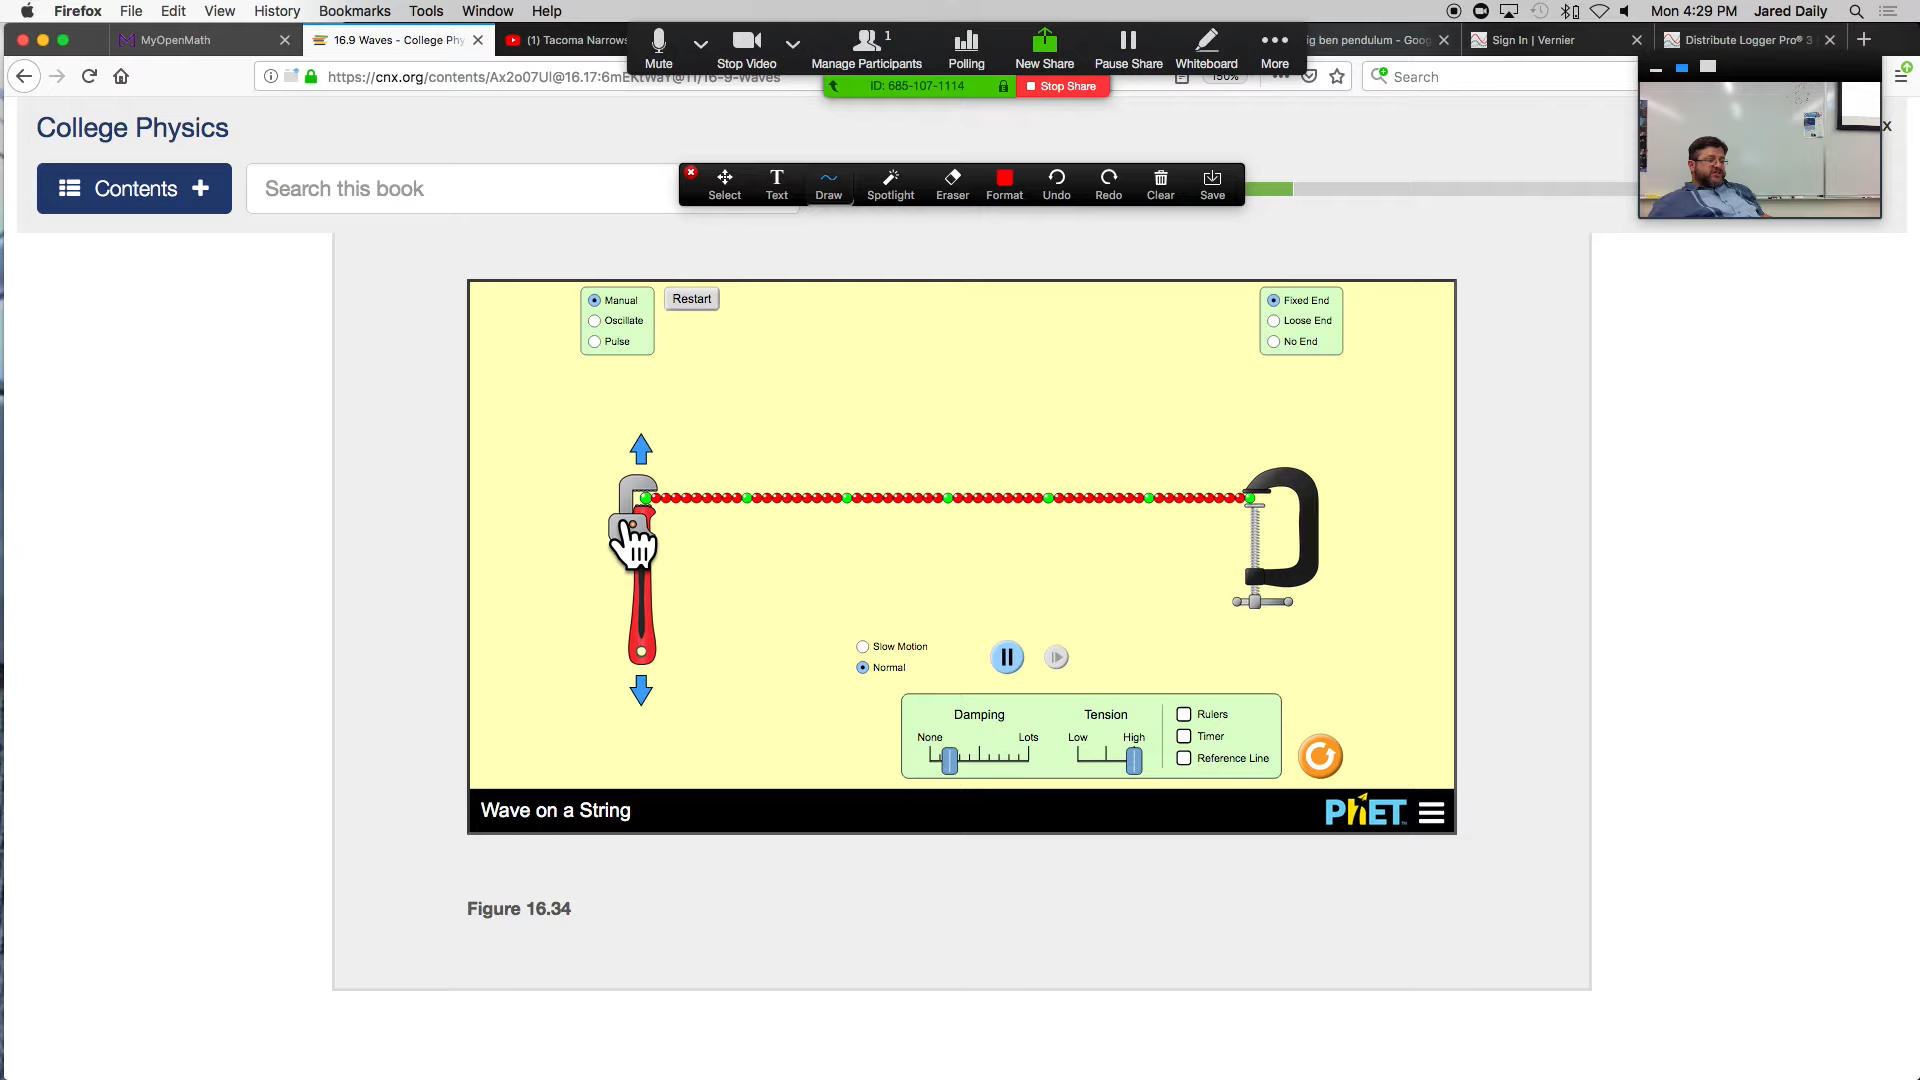 Firefox File Edit View History Bookmarks Tools Window Help
Mon 4:29 PM Jared Daily
MyOpenMath
16.9 Waves - College Phy
(1) Tacoma Narrows
ig ben pendulum - Goog
Sign In | Vernier
Distribute Logger Pro® 3
Mute
Stop Video
1
Manage Participants
Polling
New Share
Pause Share
Whiteboard
More
https://cnx.org/contents/Ax2o07Ul@16.17:6mEKtWaY@11/16-9-Waves
150%
Search
ID: 685-107-1114
Stop Share
College Physics
Contents
Search this book
Select
Text
Draw
Spotlight
Eraser
Format
Undo
Redo
Clear
Save
Manual
Oscillate
Pulse
Restart
Fixed End
Loose End
No End
Slow Motion
Normal
Damping
None
Lots
Tension
Low
High
Rulers
Timer
Reference Line
Wave on a String
PhET
Figure 16.34